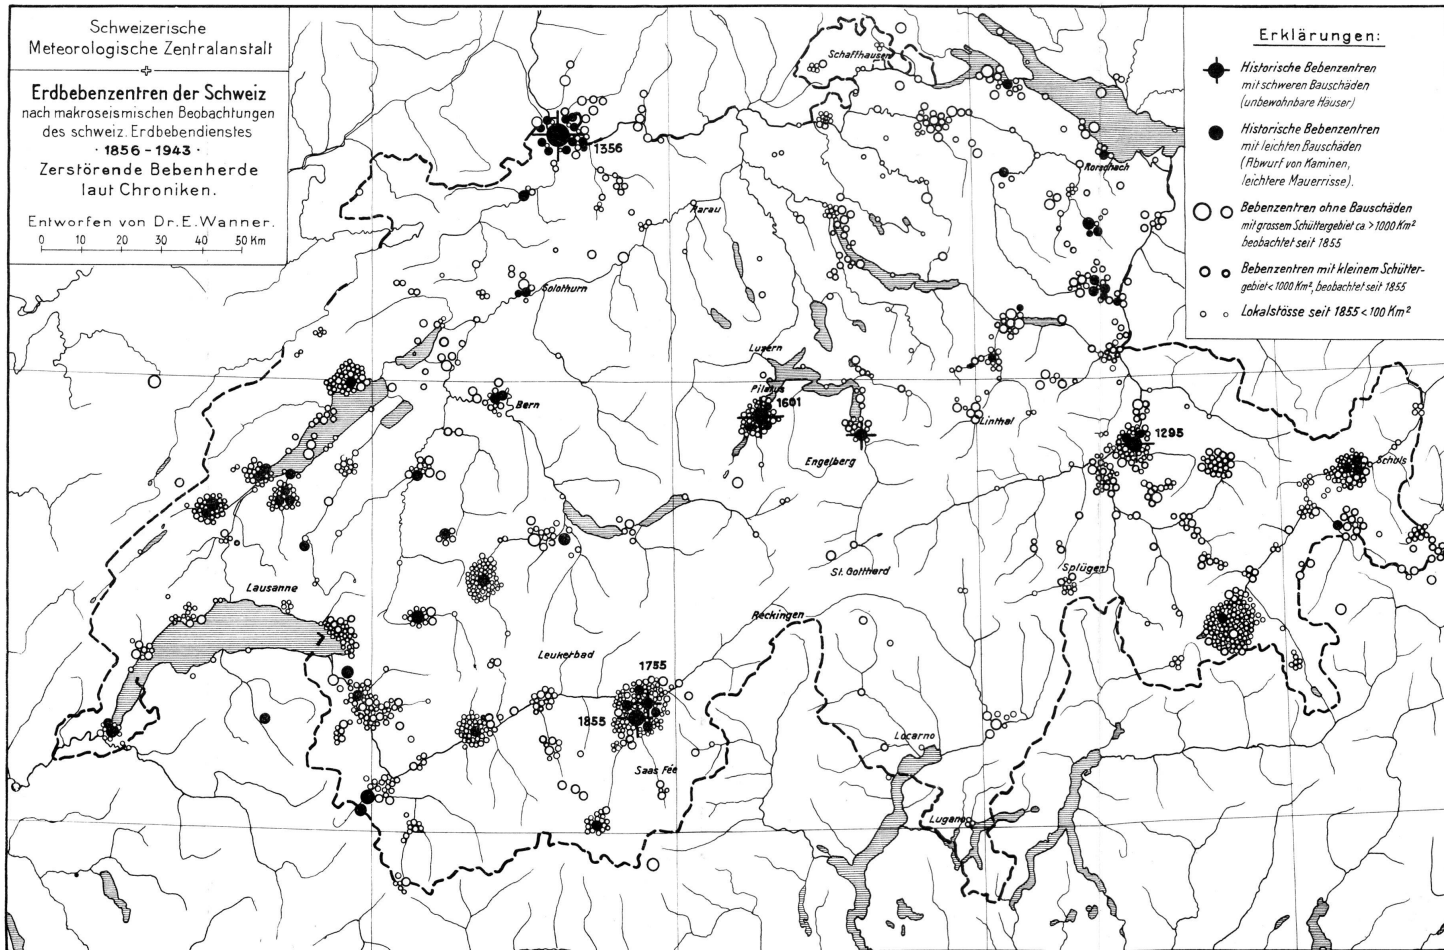 Schweizerische
Meteorologische Zentralanstalt
Erdbebenzentren der Schweiz
nach makroseismischen Beobachtungen
des schweiz. Erdbebendienstes
· 1856 – 1943 ·
Zerstörende Bebenherde
laut Chroniken.
Entworfen von Dr. E. Wanner.
0 10 20 30 40 50 Km
Erklärungen:
Historische Bebenzentren
mit schweren Bauschäden
(unbewohnbare Häuser)
Historische Bebenzentren
mit leichten Bauschäden
(Abwurf von Kaminen,
leichtere Mauerrisse).
Bebenzentren ohne Bauschäden
mit grossem Schüttergebiet ca. > 1000 Km²
beobachtet seit 1855
Bebenzentren mit kleinem Schütter-
gebiet < 1000 Km², beobachtet seit 1855
Lokalstösse seit 1855 < 100 Km²
Schaffhausen
1356
Rorschach
Aarau
Solothurn
Luzern
Pilatus
1601
Bern
Linthal
1295
Engelberg
Schuls
St. Gotthard
Splügen
Lausanne
Reckingen
Leukerbad
1755
1855
Locarno
Saas Fée
Lugano